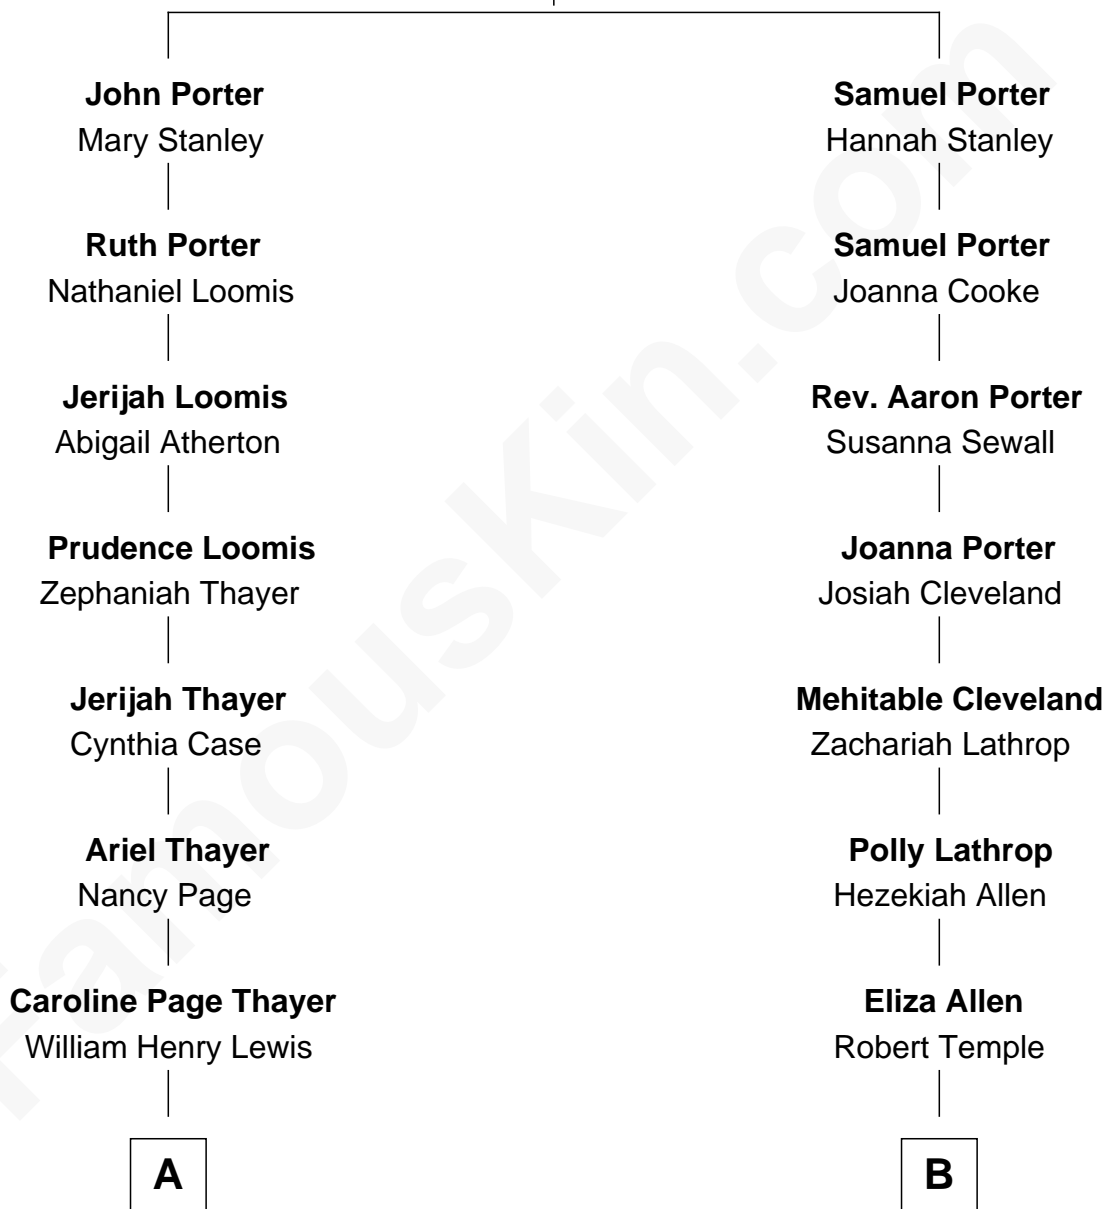 John Porter
Mary Stanley
Samuel Porter
Hannah Stanley
Ruth Porter
Nathaniel Loomis
Samuel Porter
Joanna Cooke
Jerijah Loomis
Abigail Atherton
Rev. Aaron Porter
Susanna Sewall
Prudence Loomis
Zephaniah Thayer
Joanna Porter
Josiah Cleveland
Jerijah Thayer
Cynthia Case
Mehitable Cleveland
Zachariah Lathrop
Ariel Thayer
Nancy Page
Polly Lathrop
Hezekiah Allen
Caroline Page Thayer
William Henry Lewis
Eliza Allen
Robert Temple
A
B
FamousKin.com